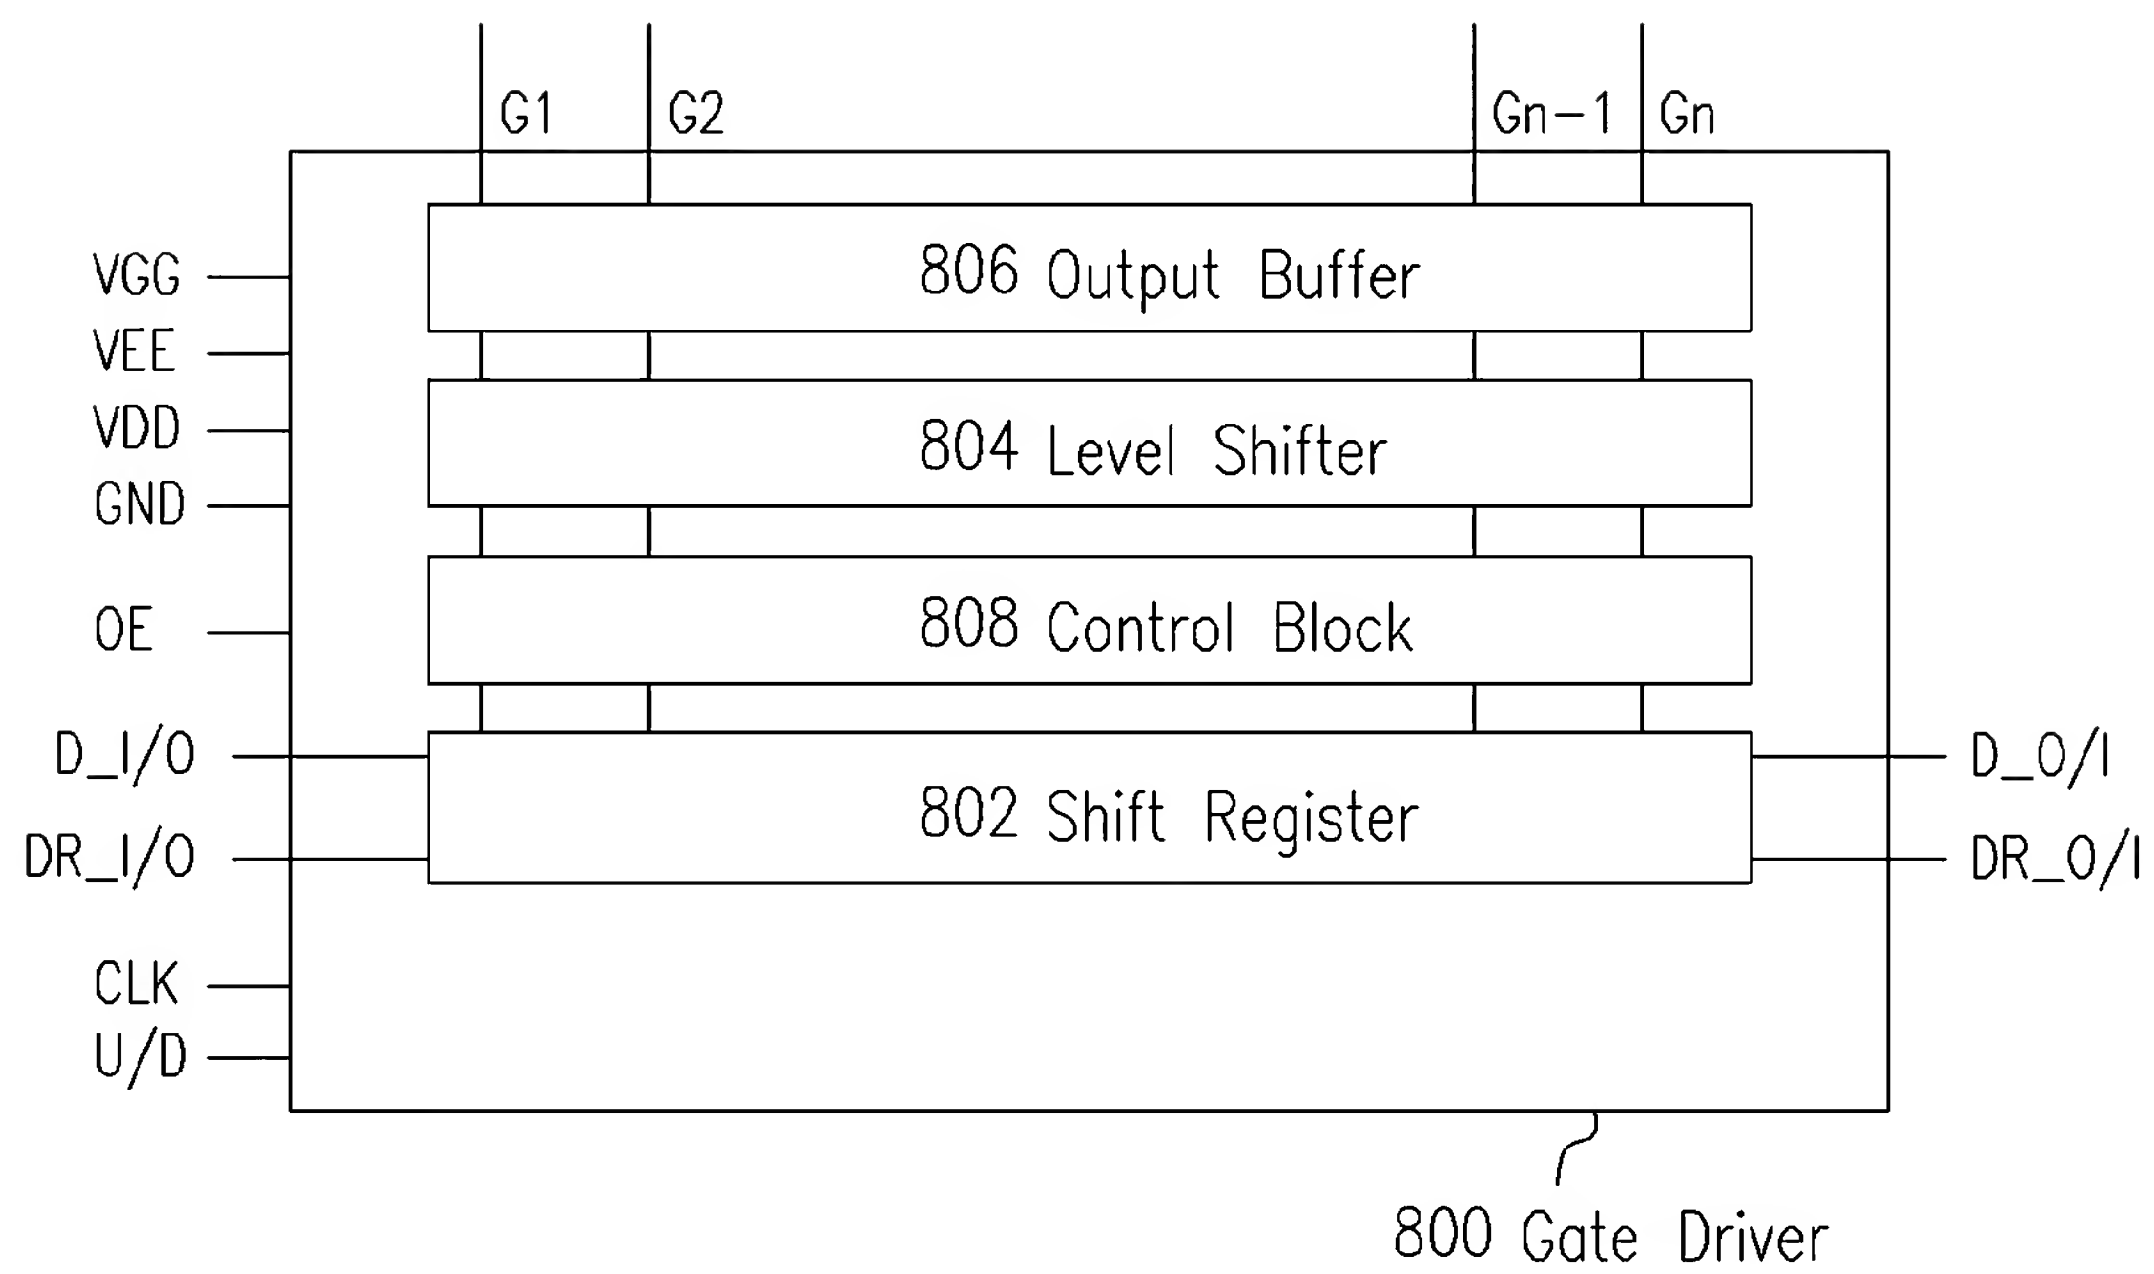 G1 G2 Gn-1 Gn
VGG
806 Output Buffer
VEE
VDD
804 Level Shifter
GND
OE
808 Control Block
D_I/O
D_O/I
802 Shift Register
DR_I/O
DR_O/I
CLK
U/D
800 Gate Driver